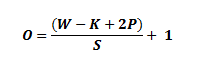 O = (W − K + 2P) / S + 1